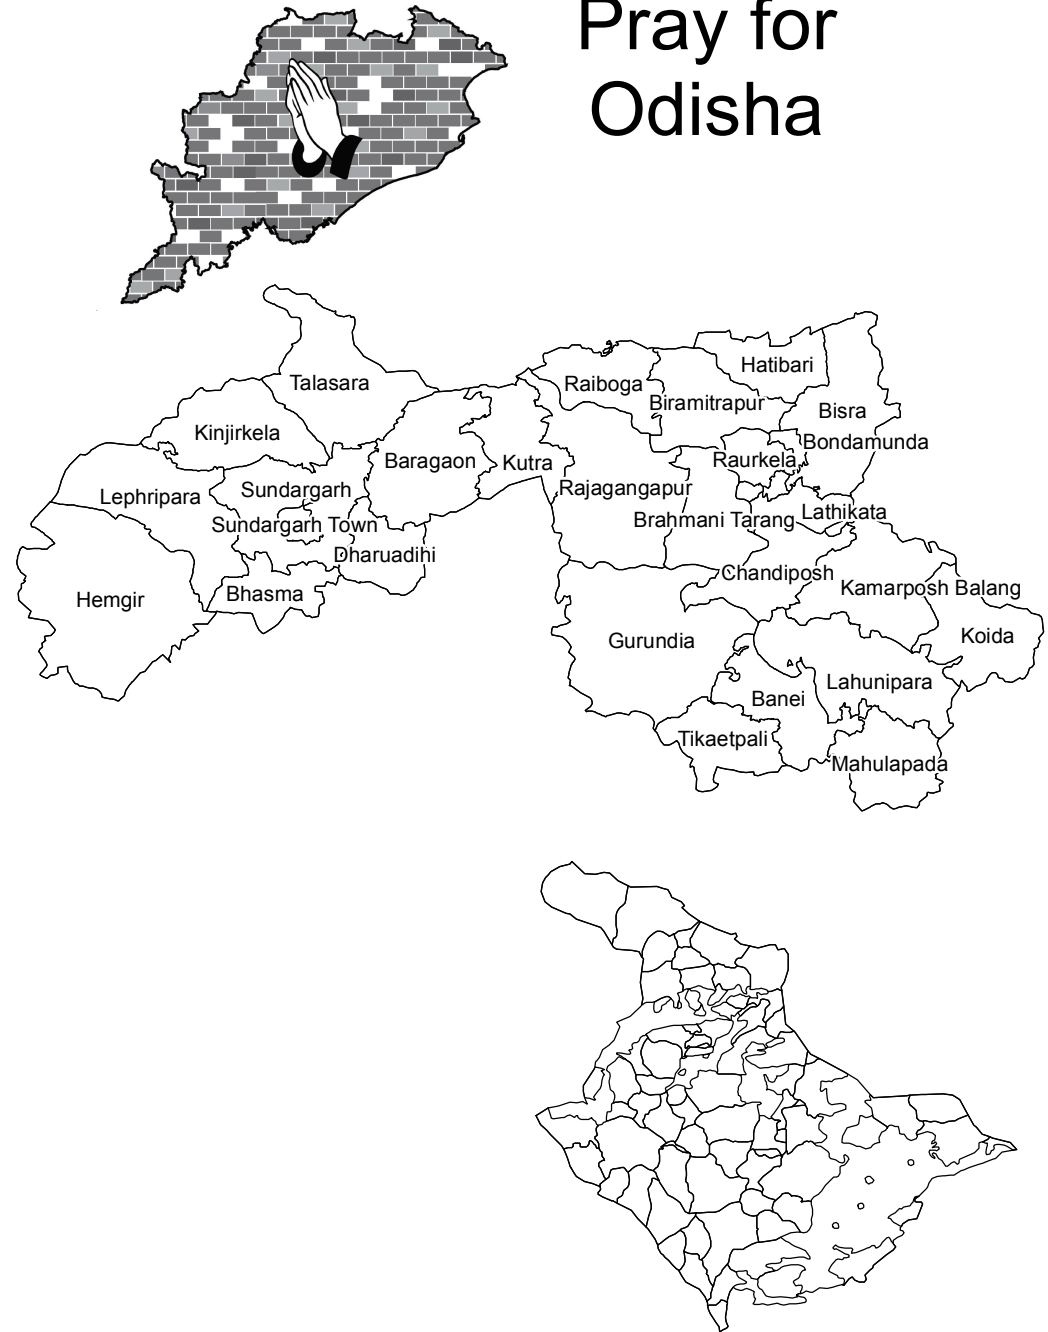 Pray for
Odisha
Hatibari
Talasara
Raiboga
Biramitrapur
Bisra
Kinjirkela
Bondamunda
Baragaon
Kutra
Raurkela
Lephripara
Sundargarh
Rajagangapur
Sundargarh Town
Brahmani Tarang
Lathikata
Dharuadihi
Chandiposh
Hemgir
Bhasma
Kamarposh Balang
Gurundia
Koida
Banei
Lahunipara
Tikaetpali
Mahulapada